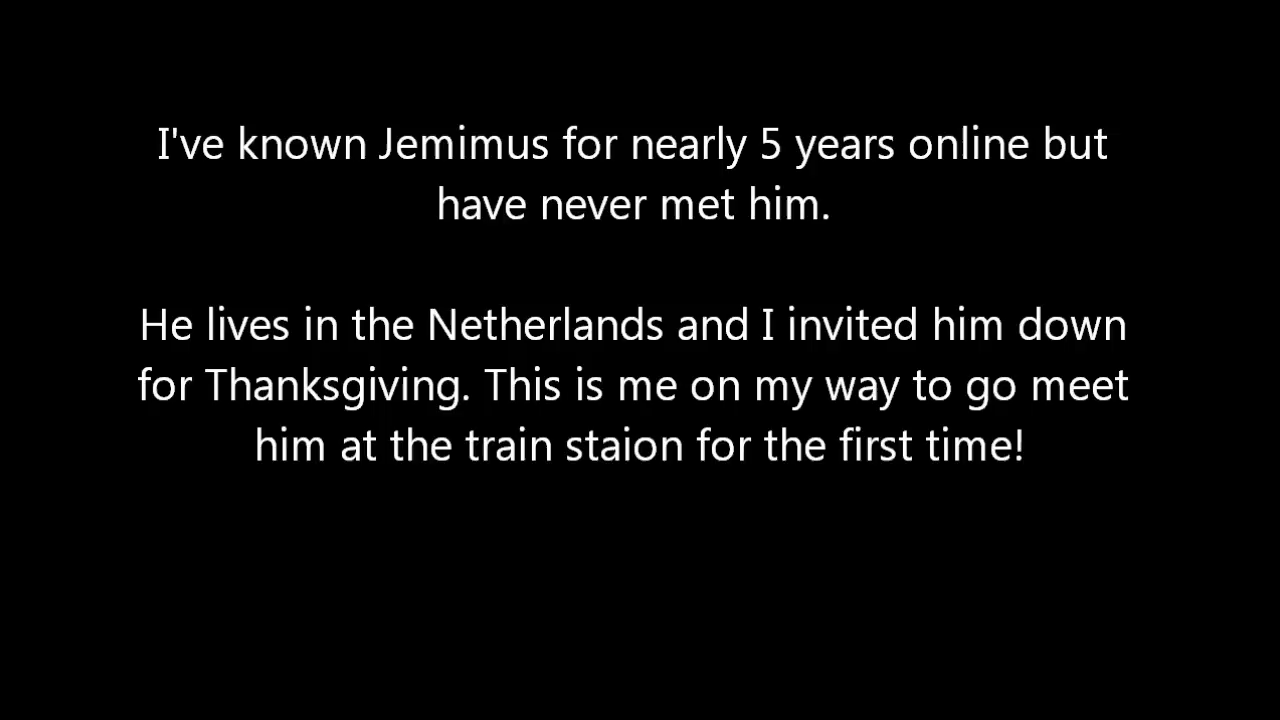 I've known Jemimus for nearly 5 years online but
have never met him.
He lives in the Netherlands and I invited him down
for Thanksgiving. This is me on my way to go meet
him at the train staion for the first time!